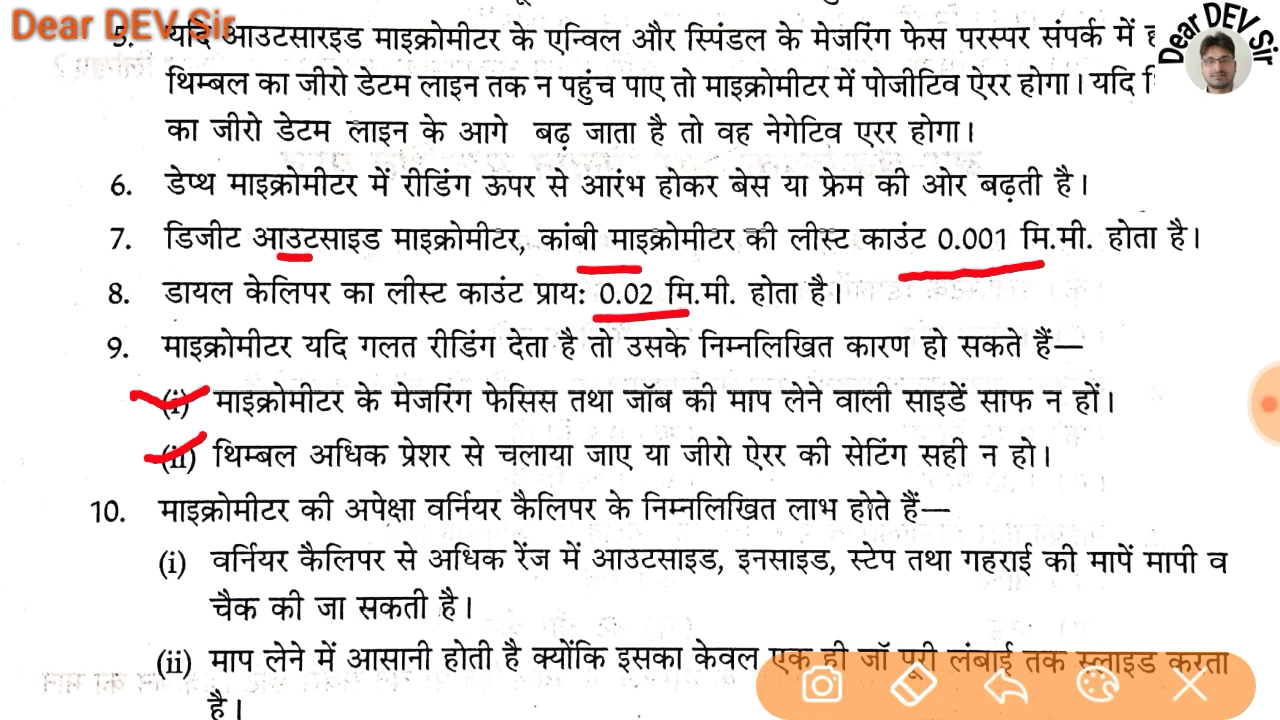 Dear DEV Sir
Dear DEV Sir
5. यदि आउटसारइड माइक्रोमीटर के एन्विल और स्पिंडल के मेजरिंग फेस परस्पर संपर्क में
थिम्बल का जीरो डेटम लाइन तक न पहुंच पाए तो माइक्रोमीटर में पोजीटिव ऐरर होगा। यदि
का जीरो डेटम लाइन के आगे बढ़ जाता है तो वह नेगेटिव एरर होगा।
6. डेप्थ माइक्रोमीटर में रीडिंग ऊपर से आरंभ होकर बेस या फ्रेम की ओर बढ़ती है।
7. डिजीट आउटसाइड माइक्रोमीटर, कांबी माइक्रोमीटर की लीस्ट काउंट 0.001 मि.मी. होता है।
8. डायल केलिपर का लीस्ट काउंट प्राय: 0.02 मि.मी. होता है।
9. माइक्रोमीटर यदि गलत रीडिंग देता है तो उसके निम्नलिखित कारण हो सकते हैं—
(i) माइक्रोमीटर के मेजरिंग फेसिस तथा जॉब की माप लेने वाली साइडें साफ न हों।
(ii) थिम्बल अधिक प्रेशर से चलाया जाए या जीरो ऐरर की सेटिंग सही न हो।
10. माइक्रोमीटर की अपेक्षा वर्नियर कैलिपर के निम्नलिखित लाभ होते हैं—
(i) वर्नियर कैलिपर से अधिक रेंज में आउटसाइड, इनसाइड, स्टेप तथा गहराई की मापें मापी व
चैक की जा सकती है।
(ii) माप लेने में आसानी होती है क्योंकि इसका केवल एक ही जॉ पूरी लंबाई तक स्लाइड करता
है।